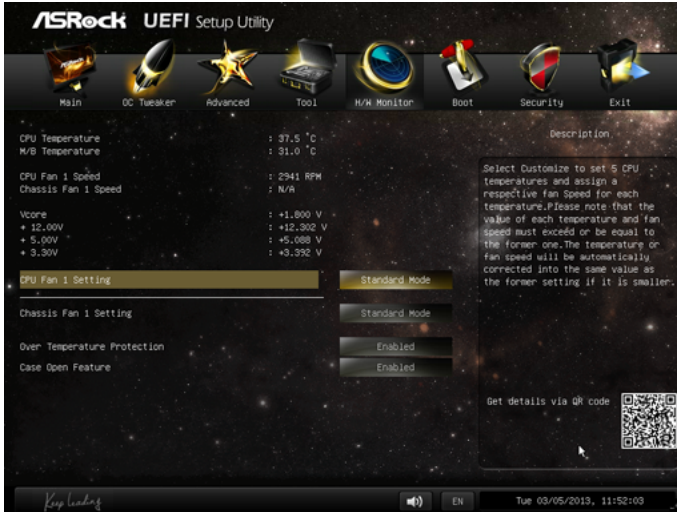 ASRock UEFI Setup Utility
Main OC Tweaker Advanced Tool H/W Monitor Boot Security Exit
CPU Temperature : 37.5 °C
M/B Temperature : 31.0 °C
CPU Fan 1 Speed : 2941 RPM
Chassis Fan 1 Speed : N/A
Vcore : +1.800 V
+ 12.00V : +12.302 V
+ 5.00V : +5.088 V
+ 3.30V : +3.392 V
CPU Fan 1 Setting Standard Mode
Chassis Fan 1 Setting Standard Mode
Over Temperature Protection Enabled
Case Open Feature Enabled
Description
Select Customize to set 5 CPU
temperatures and assign a
respective fan Speed for each
temperature.Please note that the
value of each temperature and fan
speed must exceed or be equal to
the former one.The temperature or
fan speed will be automatically
corrected into the same value as
the former setting if it is smaller.
Get details via QR code
Keep Leading
EN
Tue 03/05/2013, 11:52:03